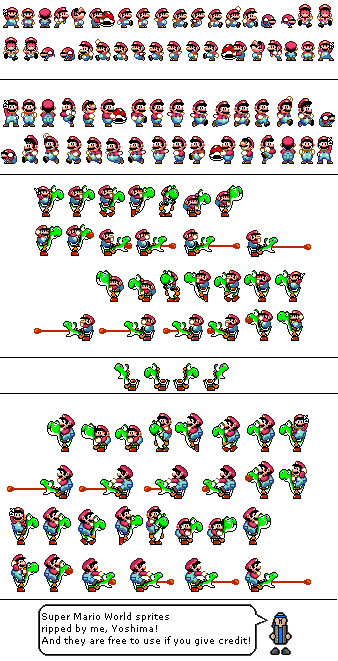 Super Mario World sprites
ripped by me, Yoshima!
And they are free to use if you give credit!